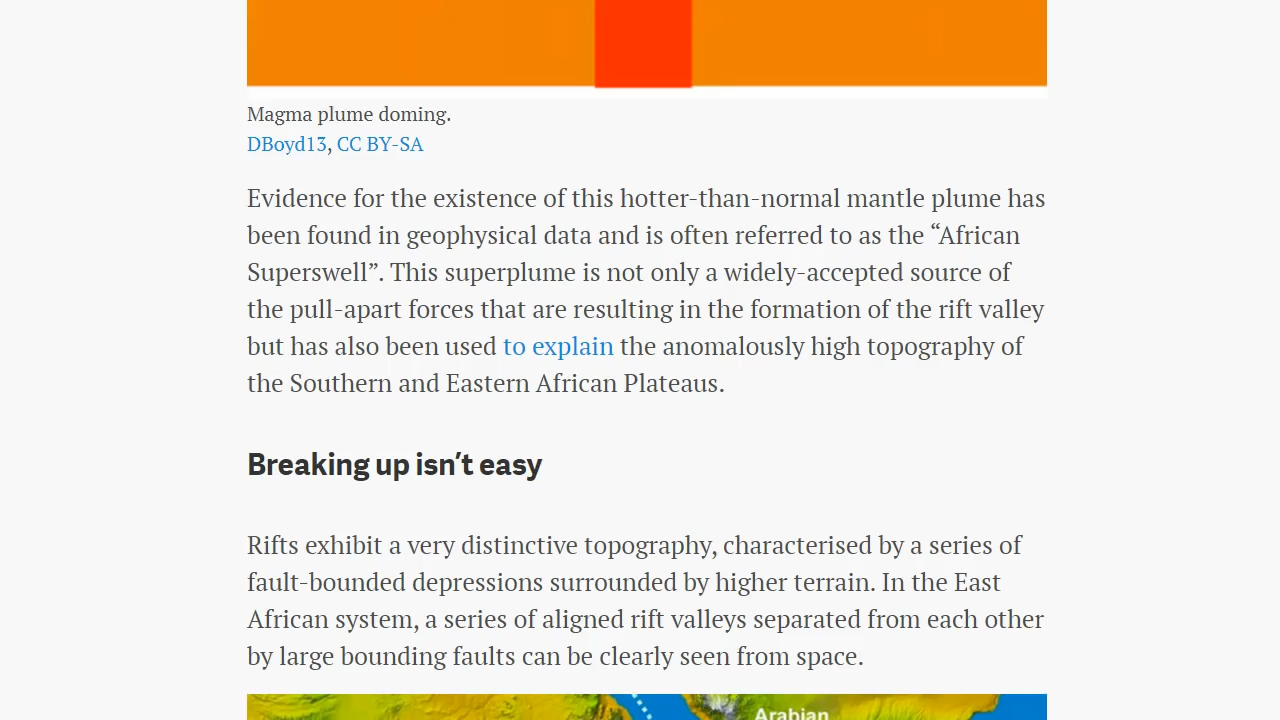 Magma plume doming.
DBoyd13, CC BY-SA
Evidence for the existence of this hotter-than-normal mantle plume has
been found in geophysical data and is often referred to as the “African
Superswell”. This superplume is not only a widely-accepted source of
the pull-apart forces that are resulting in the formation of the rift valley
but has also been used to explain the anomalously high topography of
the Southern and Eastern African Plateaus.
Breaking up isn’t easy
Rifts exhibit a very distinctive topography, characterised by a series of
fault-bounded depressions surrounded by higher terrain. In the East
African system, a series of aligned rift valleys separated from each other
by large bounding faults can be clearly seen from space.
Arabian